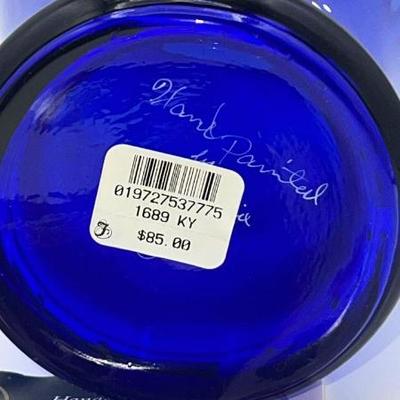 Hand Painted
by
019727537775
1689 KY
F
$85.00